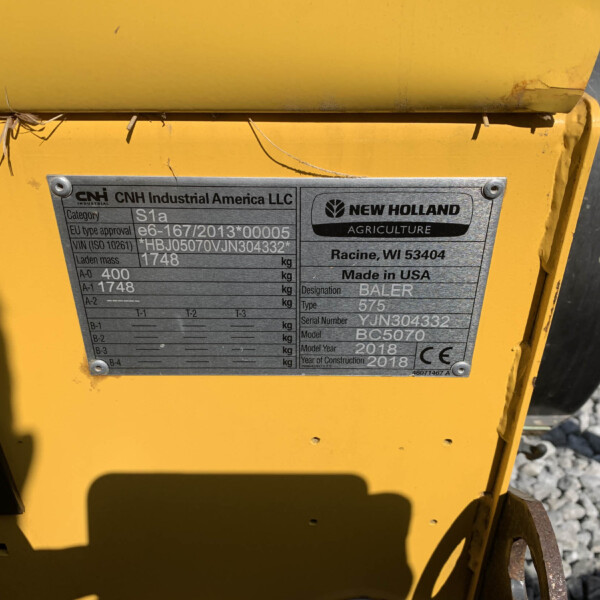 CNH INDUSTRIAL CNH Industrial America LLC
Category S1a
EU type approval e6-167/2013*00005
VIN (ISO 10261) *HBJ05070VJN304332*
Laden mass 1748 kg
A-0 400
A-1 1748 kg
A-2 ----- kg
T-1 T-2 T-3
B-1 — — — kg
B-2 — — — kg
B-3 — — — kg
B-4 — — — kg
NEW HOLLAND
AGRICULTURE
Racine, WI 53404
Made in USA
Designation BALER
Type 575
Serial Number YJN304332
Model BC5070
Model Year 2018
Year of Construction 2018
CE